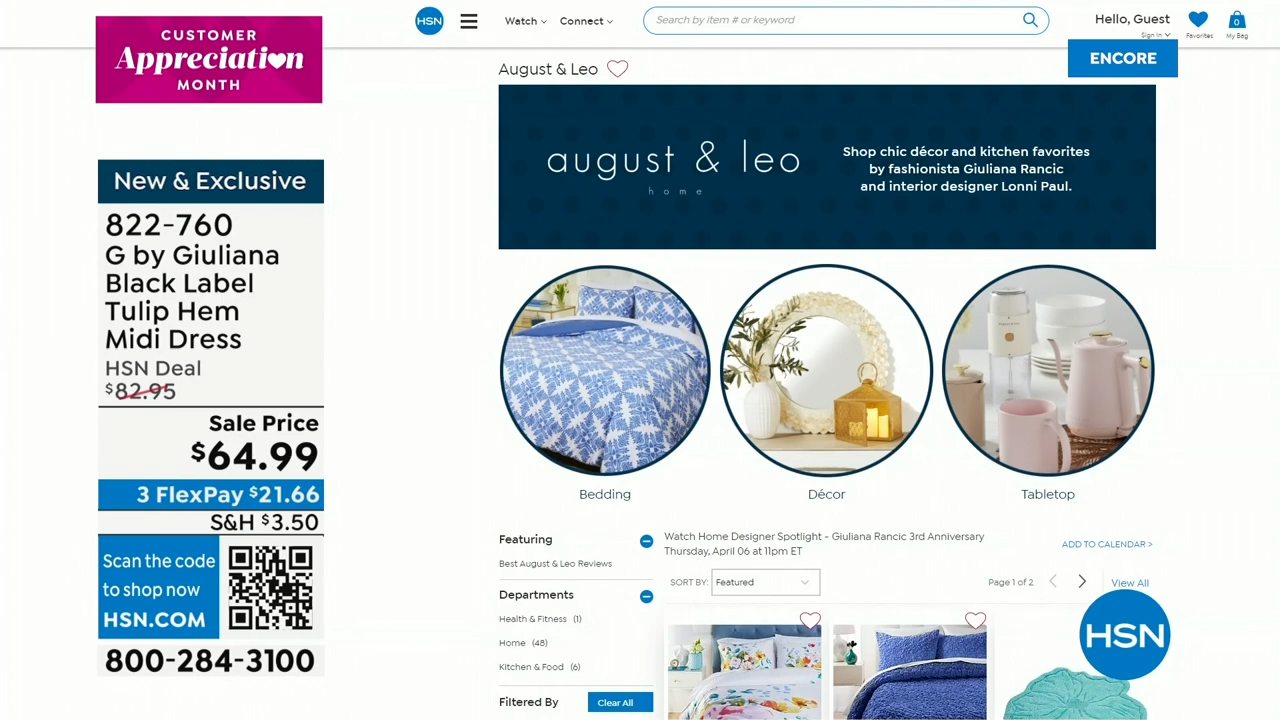 CUSTOMER
Appreciation
MONTH
New & Exclusive
822-760
G by Giuliana
Black Label
Tulip Hem
Midi Dress
HSN Deal
$82.95
Sale Price
$64.99
3 FlexPay $21.66
S&H $3.50
Scan the code
to shop now
HSN.COM
800-284-3100
HSN
Watch
Connect
Search by item # or keyword
Hello, Guest
Sign in
Favorites
0
My Bag
ENCORE
August & Leo
august & leo
home
Shop chic décor and kitchen favorites
by fashionista Giuliana Rancic
and interior designer Lonni Paul.
Bedding
Décor
Tabletop
Featuring
Best August & Leo Reviews
Departments
Health & Fitness (1)
Home (48)
Kitchen & Food (6)
Filtered By
Clear All
Watch Home Designer Spotlight - Giuliana Rancic 3rd Anniversary
Thursday, April 06 at 11pm ET
ADD TO CALENDAR >
SORT BY: Featured
Page 1 of 2
View All
HSN